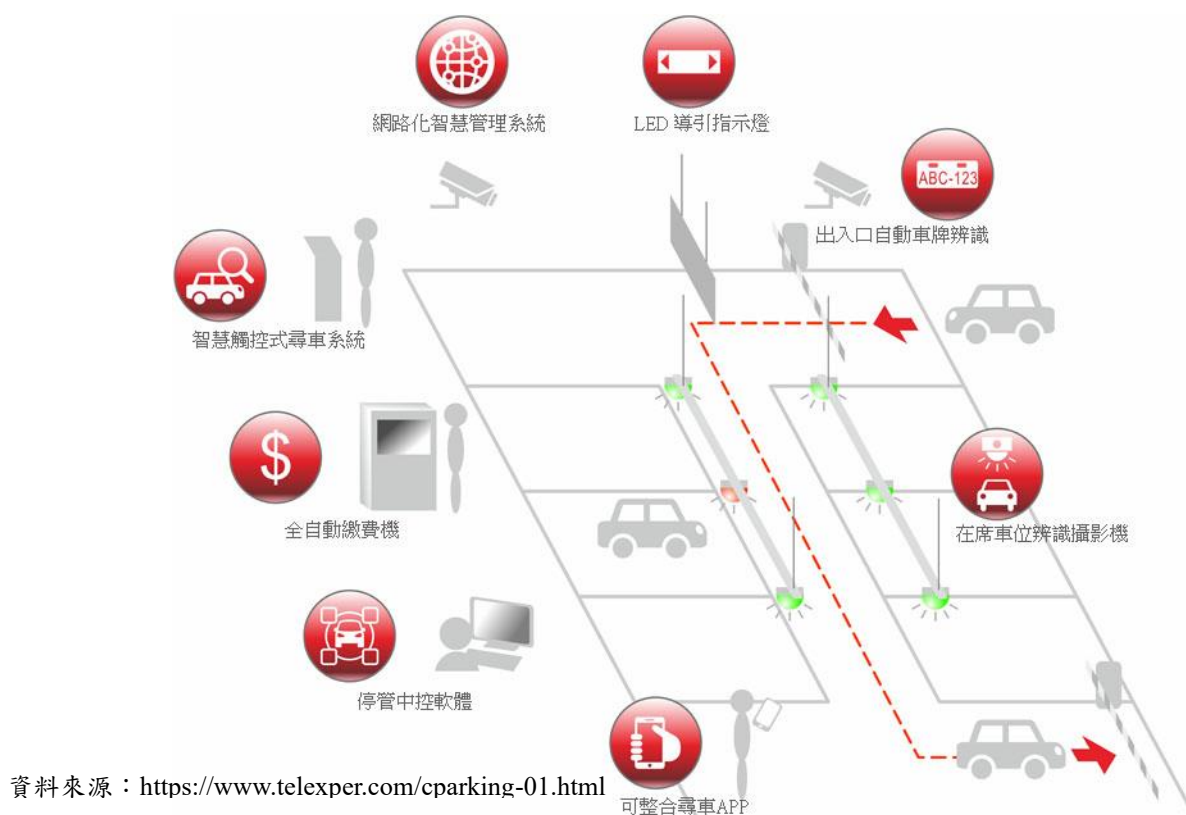 網路化智慧管理系統
LED 導引指示燈
ABC-123
出入口自動車牌辨識
智慧觸控式尋車系統
$
全自動繳費機
在席車位辨識攝影機
停管中控軟體
可整合尋車APP
資料來源：https://www.telexper.com/cparking-01.html